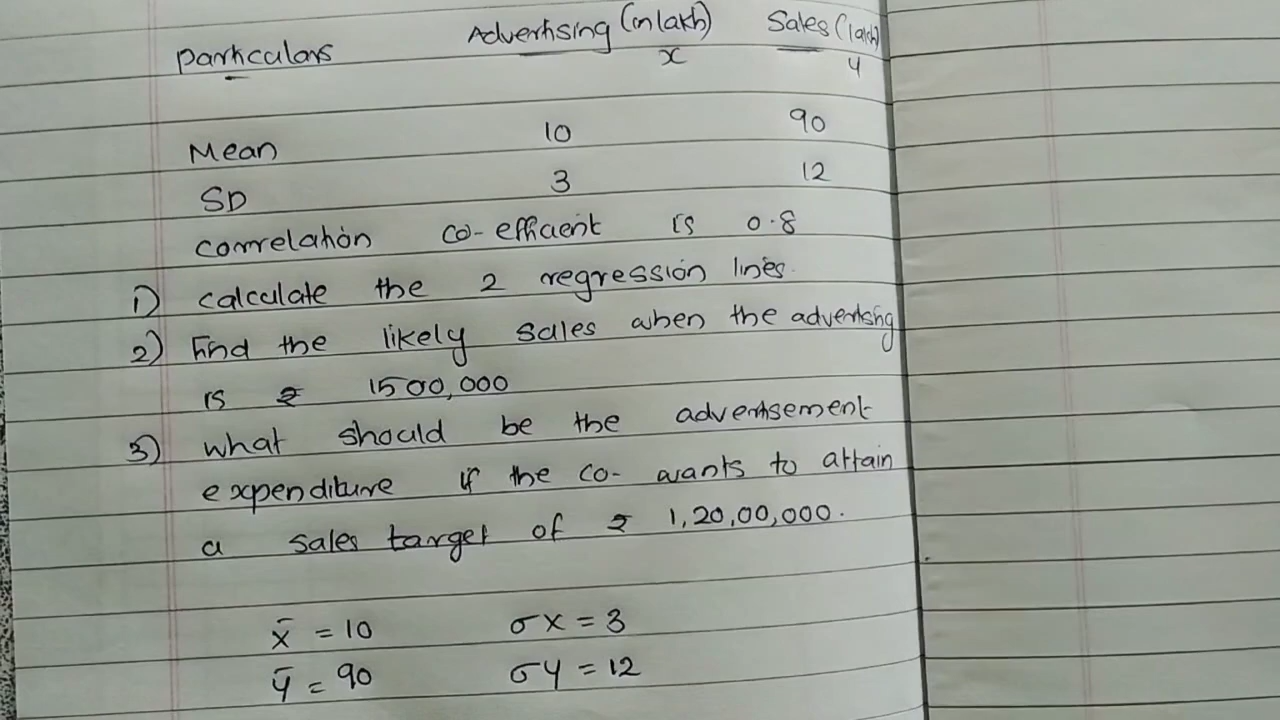 Particulars Advertising (in lakh) Sales (lakh)
x y
Mean 10 90
SD 3 12
correlation co-efficient is 0.8
1) calculate the 2 regression lines.
2) Find the likely sales when the advertising
is ₹ 1500,000
3) what should be the advertisement
expenditure if the co- wants to attain
a sales target of ₹ 1,20,00,000.
x̄ = 10 σx = 3
ȳ = 90 σy = 12